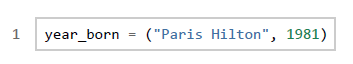 1 year_born = ("Paris Hilton", 1981)